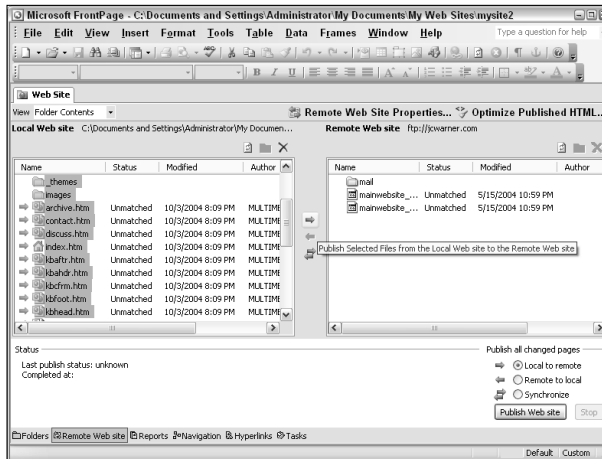 Microsoft FrontPage - C:\Documents and Settings\Administrator\My Documents\My Web Sites\mysite2
File Edit View Insert Format Tools Table Data Frames Window Help Type a question for help
B I U
Web Site
View Folder Contents Remote Web Site Properties... Optimize Published HTML...
Local Web site C:\Documents and Settings\Administrator\My Documen... Remote Web site ftp://jcwarner.com
Name Status Modified Author Name Status Modified Author
_themes mail
images mainwebsite_... Unmatched 5/15/2004 10:59 PM
archive.htm Unmatched 10/3/2004 8:09 PM MULTIME mainwebsite_... Unmatched 5/15/2004 10:59 PM
contact.htm Unmatched 10/3/2004 8:09 PM MULTIME
discuss.htm Unmatched 10/3/2004 8:09 PM MULTIME
index.htm Unmatched 10/3/2004 8:09 PM MULTIME
Publish Selected Files from the Local Web site to the Remote Web site
kbaftr.htm Unmatched 10/3/2004 8:09 PM MULTIME
kbahdr.htm Unmatched 10/3/2004 8:09 PM MULTIME
kbcfrm.htm Unmatched 10/3/2004 8:09 PM MULTIME
kbfoot.htm Unmatched 10/3/2004 8:09 PM MULTIME
kbhead.htm Unmatched 10/3/2004 8:09 PM MULTIME
Status Publish all changed pages
Last publish status: unknown Local to remote
Completed at: Remote to local
Synchronize
Publish Web site Stop
Folders Remote Web site Reports Navigation Hyperlinks Tasks
Default Custom